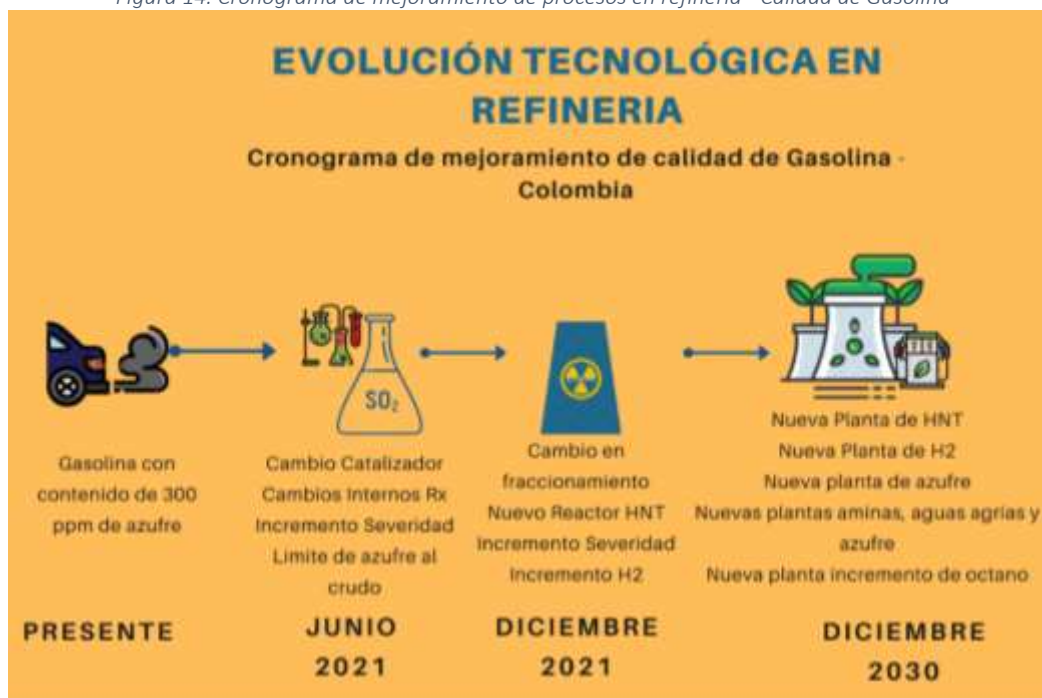 Figura 14. Cronograma de mejoramiento de procesos en refinería - Calidad de Gasolina
EVOLUCIÓN TECNOLÓGICA EN
REFINERIA
Cronograma de mejoramiento de calidad de Gasolina -
Colombia
SO₂
Gasolina con
contenido de 300
ppm de azufre
PRESENTE
Cambio Catalizador
Cambios Internos Rx
Incremento Severidad
Limite de azufre al
crudo
JUNIO
2021
Cambio en
fraccionamiento
Nuevo Reactor HNT
Incremento Severidad
Incremento H2
DICIEMBRE
2021
Nueva Planta de HNT
Nueva Planta de H2
Nueva planta de azufre
Nuevas plantas aminas, aguas agrias y
azufre
Nueva planta incremento de octano
DICIEMBRE
2030